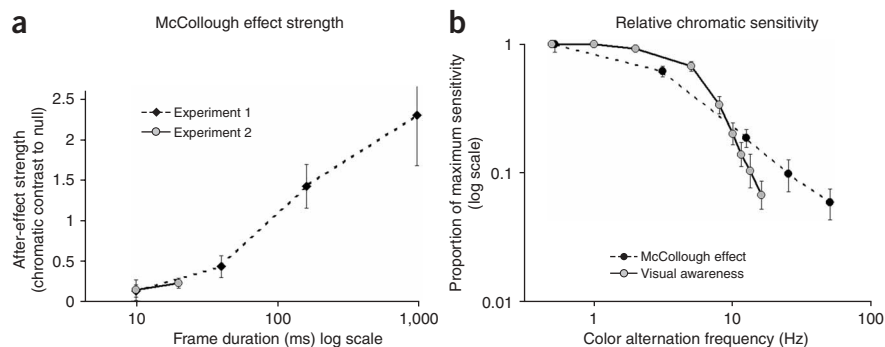 a
McCollough effect strength
After-effect strength
(chromatic contrast to null)
2.5
2
1.5
1
0.5
0
Experiment 1
Experiment 2
10
100
1,000
Frame duration (ms) log scale
b
Relative chromatic sensitivity
Proportion of maximum sensitivity
(log scale)
1
0.1
0.01
McCollough effect
Visual awareness
1
10
100
Color alternation frequency (Hz)